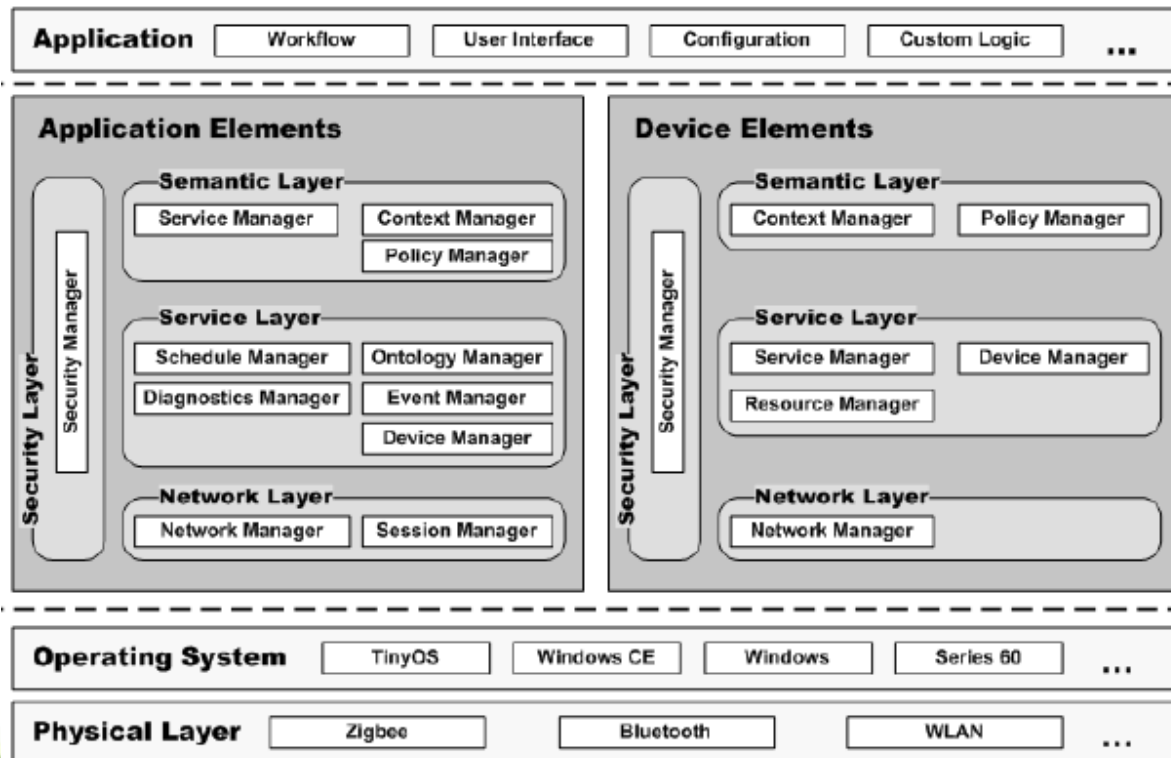 Application
Workflow
User Interface
Configuration
Custom Logic
...
Application Elements
Security Layer
Security Manager
Semantic Layer
Service Manager
Context Manager
Policy Manager
Service Layer
Schedule Manager
Ontology Manager
Diagnostics Manager
Event Manager
Device Manager
Network Layer
Network Manager
Session Manager
Device Elements
Security Layer
Security Manager
Semantic Layer
Context Manager
Policy Manager
Service Layer
Service Manager
Device Manager
Resource Manager
Network Layer
Network Manager
Operating System
TinyOS
Windows CE
Windows
Series 60
...
Physical Layer
Zigbee
Bluetooth
WLAN
...